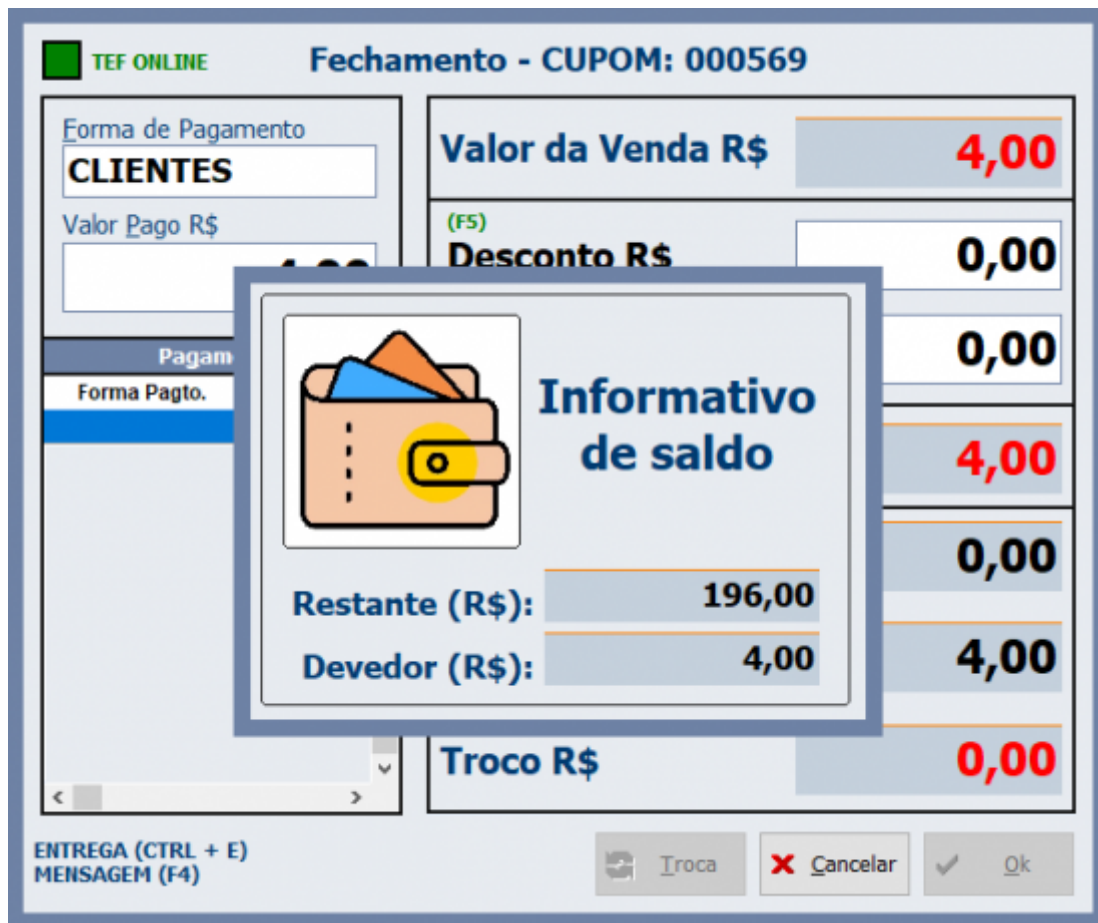 TEF ONLINE
Fechamento - CUPOM: 000569
Forma de Pagamento
CLIENTES
Valor Pago R$
Pagam
Forma Pagto.
Valor da Venda R$ 4,00
(F5)
Desconto R$ 0,00
0,00
4,00
0,00
4,00
Troco R$ 0,00
Informativo
de saldo
Restante (R$): 196,00
Devedor (R$): 4,00
ENTREGA (CTRL + E)
MENSAGEM (F4)
Troca
Cancelar
Ok